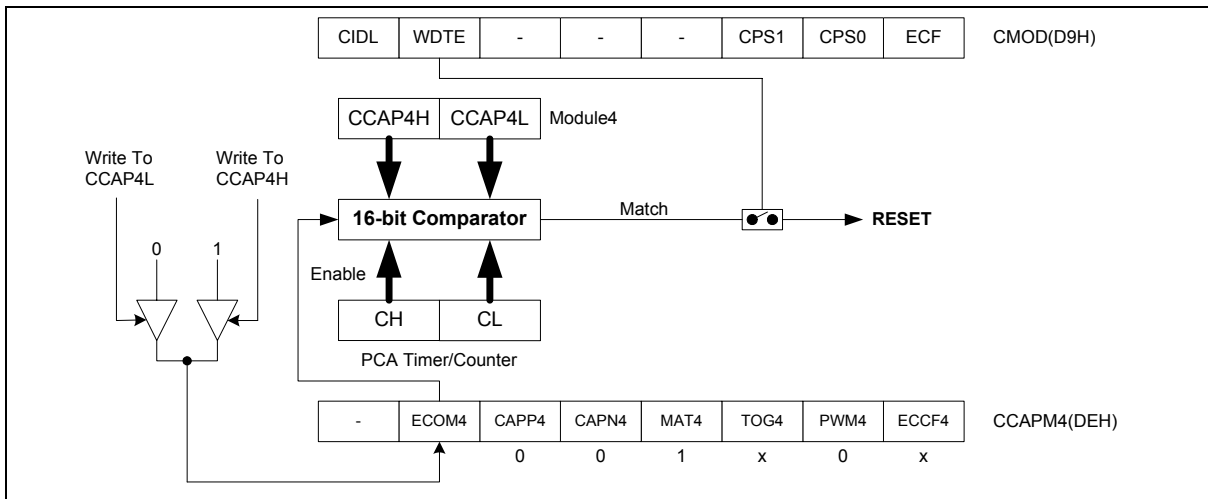 CIDL WDTE - - - CPS1 CPS0 ECF CMOD(D9H)
CCAP4H CCAP4L Module4
Write To
CCAP4L
Write To
CCAP4H
16-bit Comparator
Match
RESET
0 1
Enable
CH CL
PCA Timer/Counter
- ECOM4 CAPP4 CAPN4 MAT4 TOG4 PWM4 ECCF4 CCAPM4(DEH)
0 0 1 x 0 x